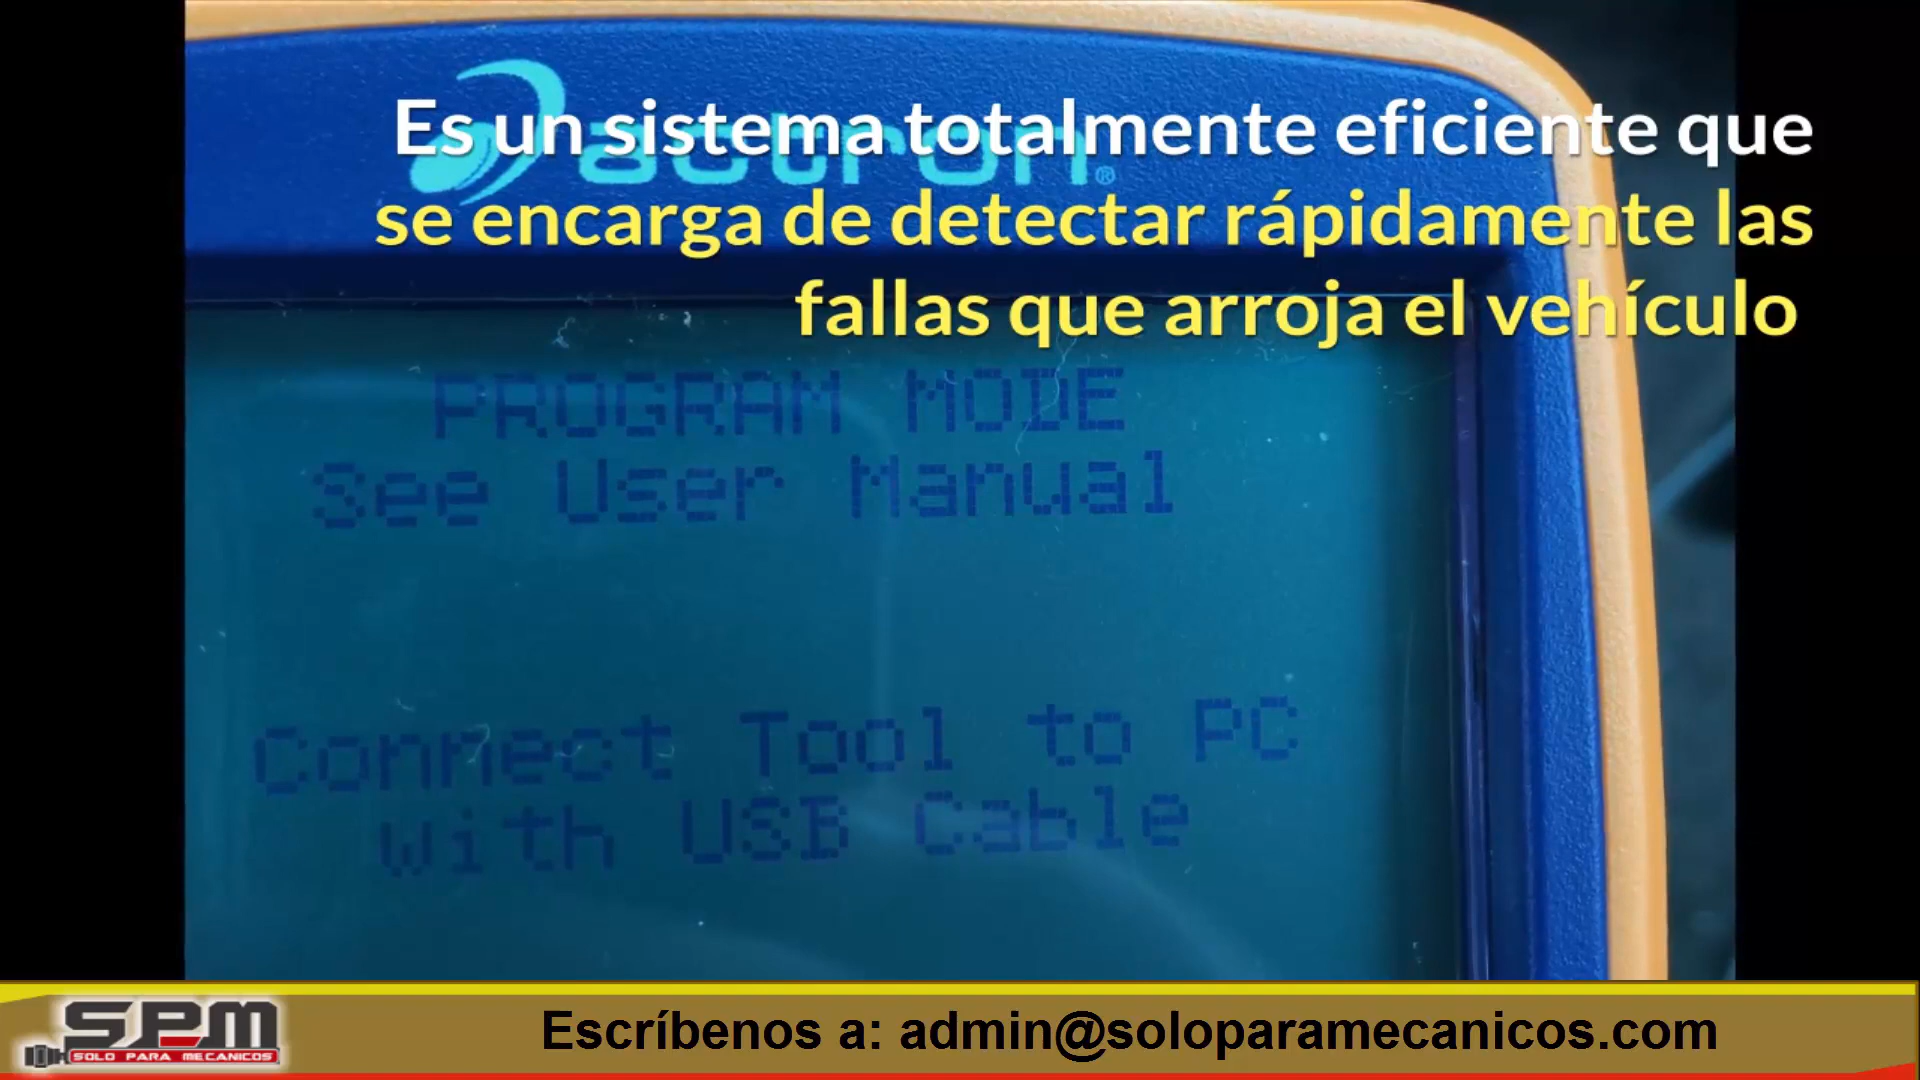 Es un sistema totalmente eficiente que
actron®
se encarga de detectar rápidamente las
fallas que arroja el vehículo
PROGRAM MODE
See User Manual
Connect Tool to PC
With USB Cable
SPM
SOLO PARA MECANICOS
Escríbenos a: admin@soloparamecanicos.com